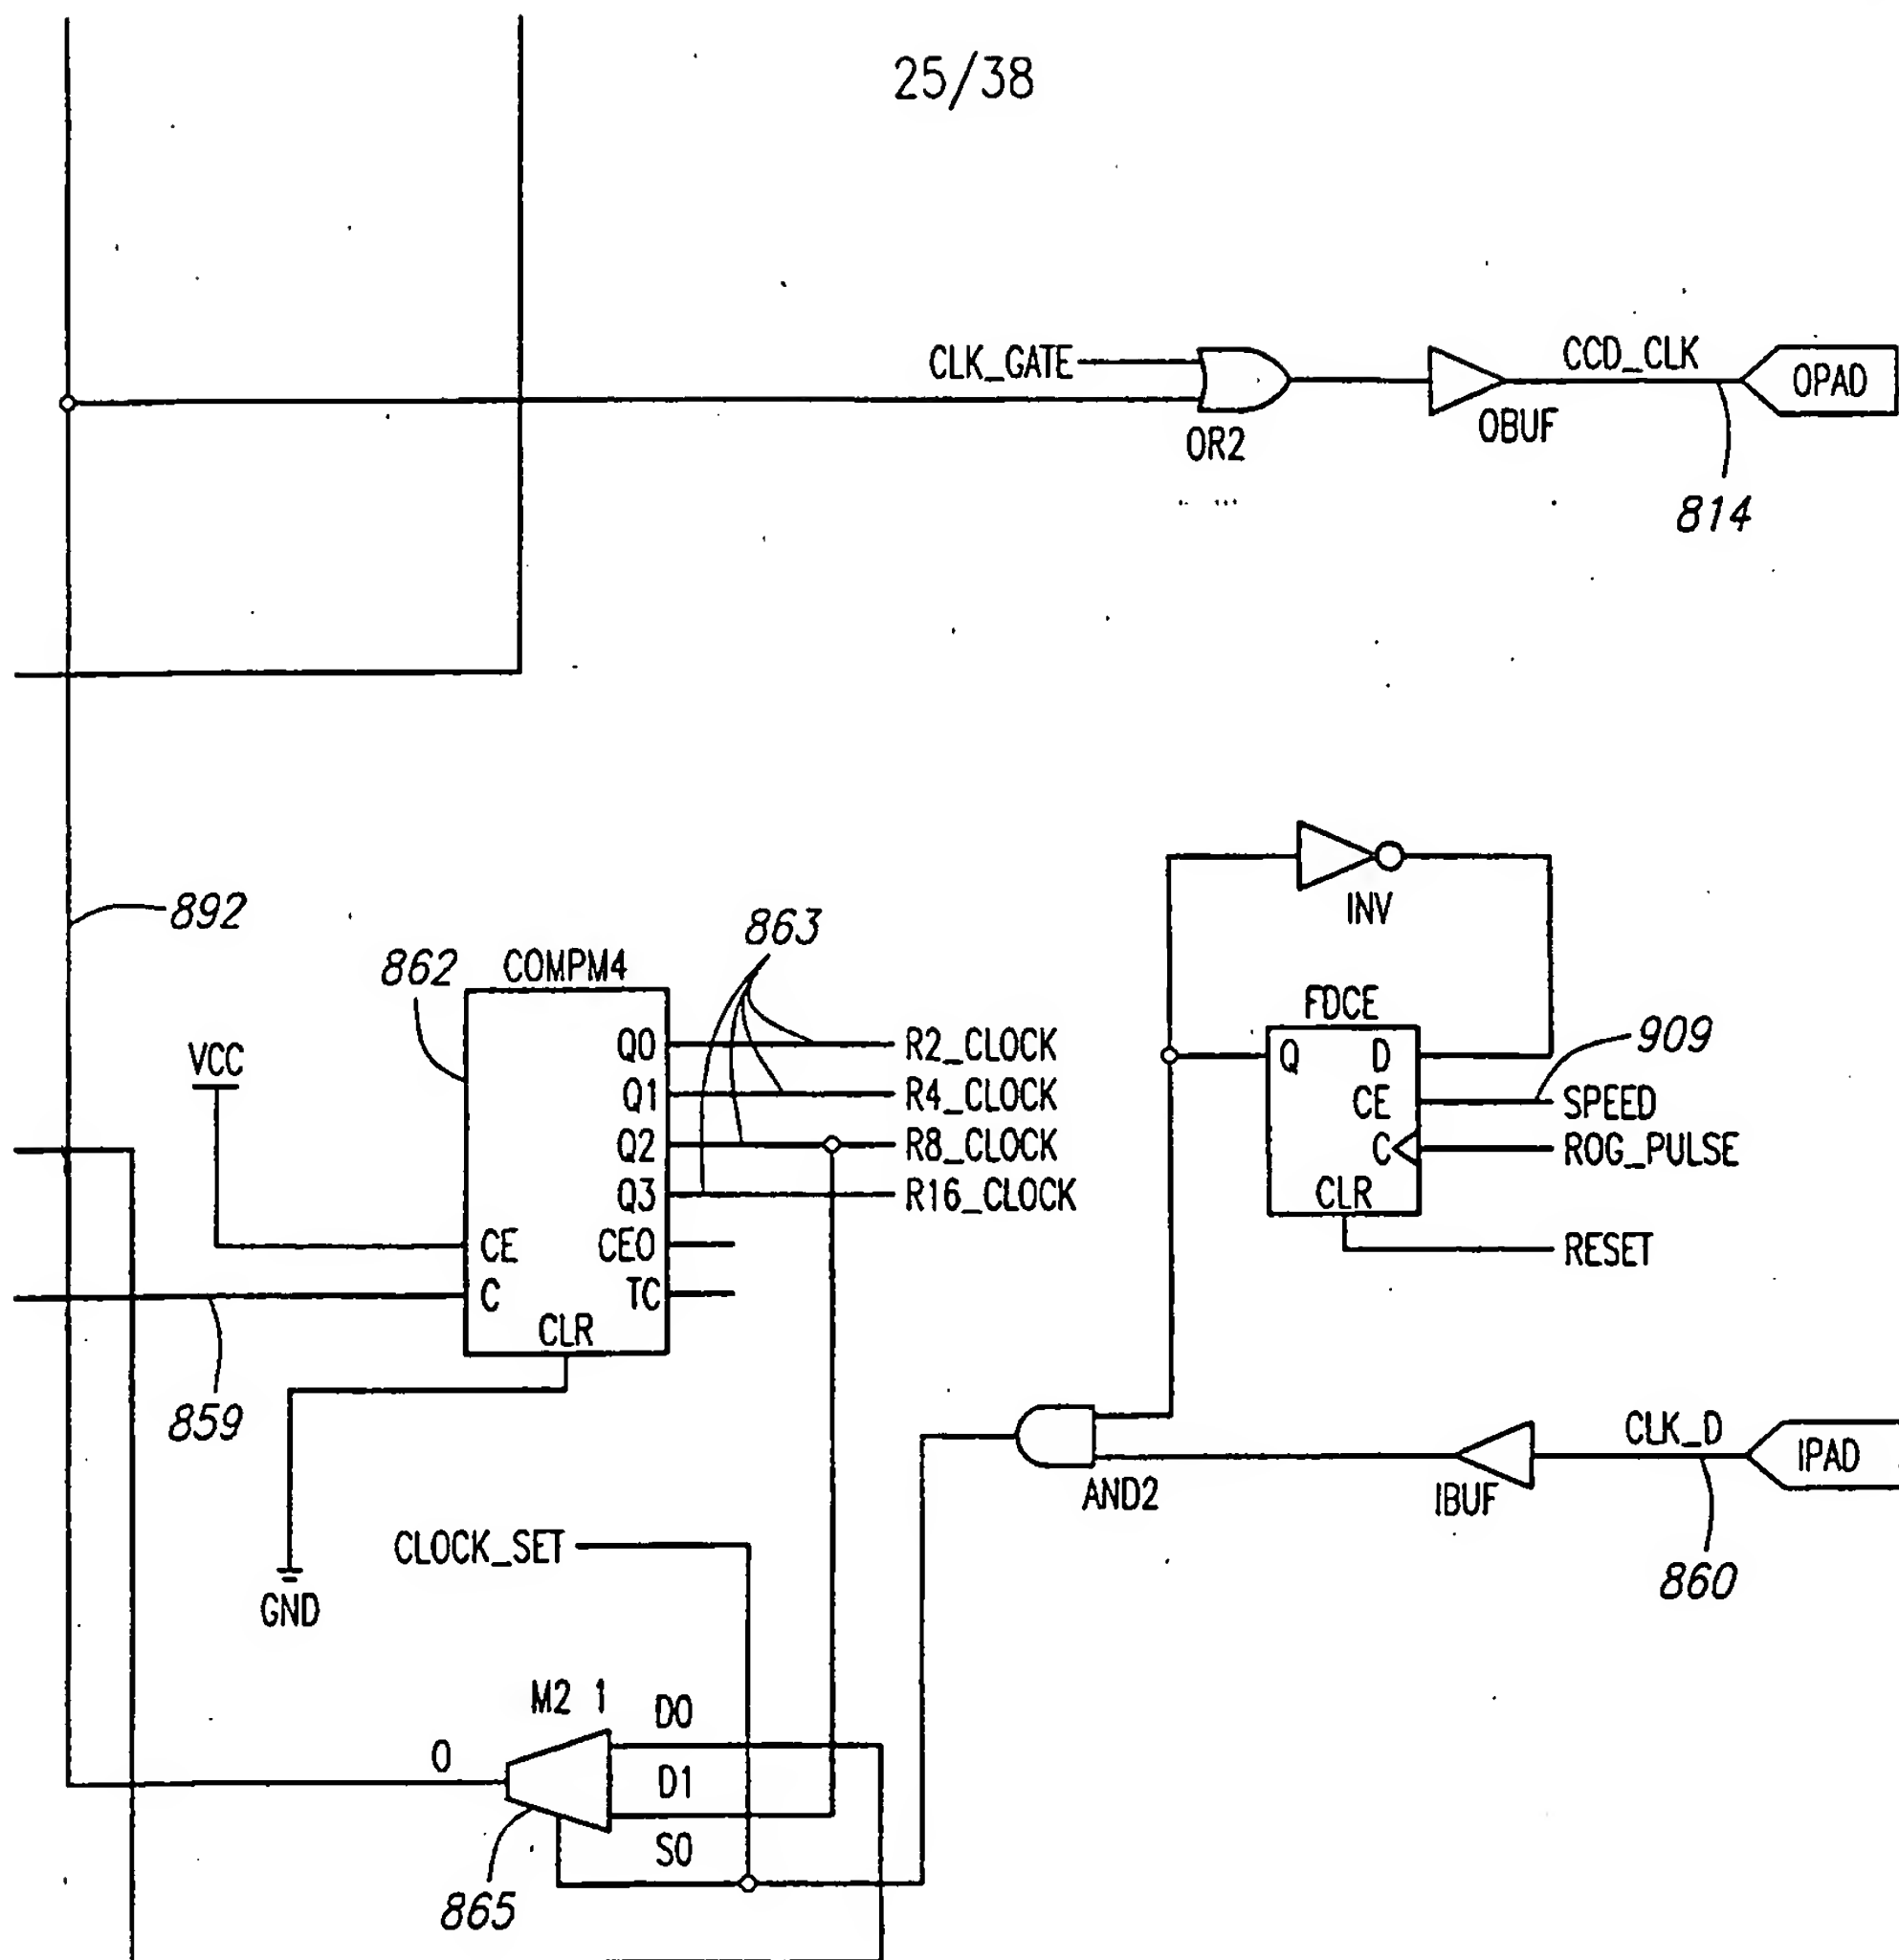 25/38
CLK_GATE
OR2
OBUF
CCD_CLK
OPAD
814
892
862
COMPM4
863
VCC
Q0
R2_CLOCK
Q1
R4_CLOCK
Q2
R8_CLOCK
Q3
R16_CLOCK
CE
CEO
C
TC
CLR
859
GND
INV
FDCE
Q
D
909
CE
SPEED
C
ROG_PULSE
CLR
RESET
AND2
IBUF
CLK_D
IPAD
860
CLOCK_SET
M2 1
D0
O
D1
S0
865